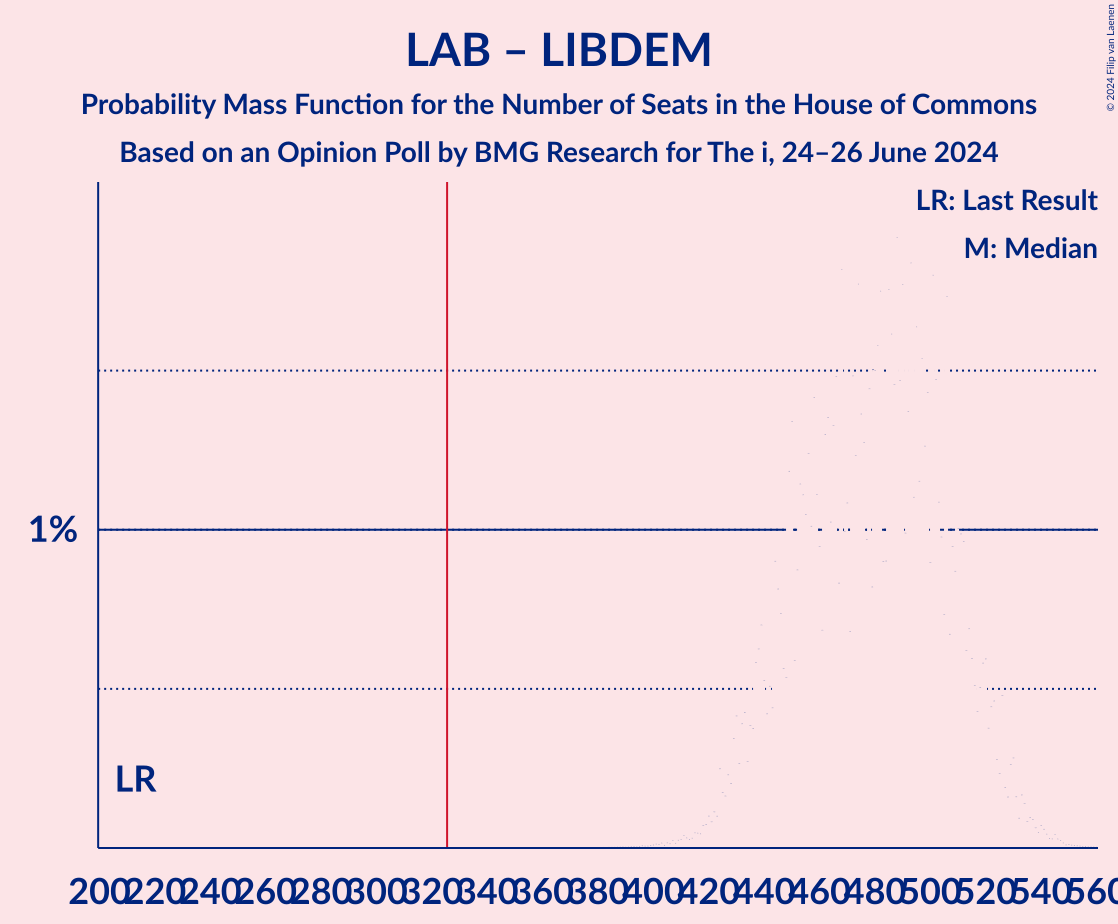 LAB – LIBDEM
Probability Mass Function for the Number of Seats in the House of Commons
Based on an Opinion Poll by BMG Research for The i, 24–26 June 2024
© 2024 Filip van Laenen
LR: Last Result
M: Median
1%
LR
200 220 240 260 280 300 320 340 360 380 400 420 440 460 480 500 520 540 560